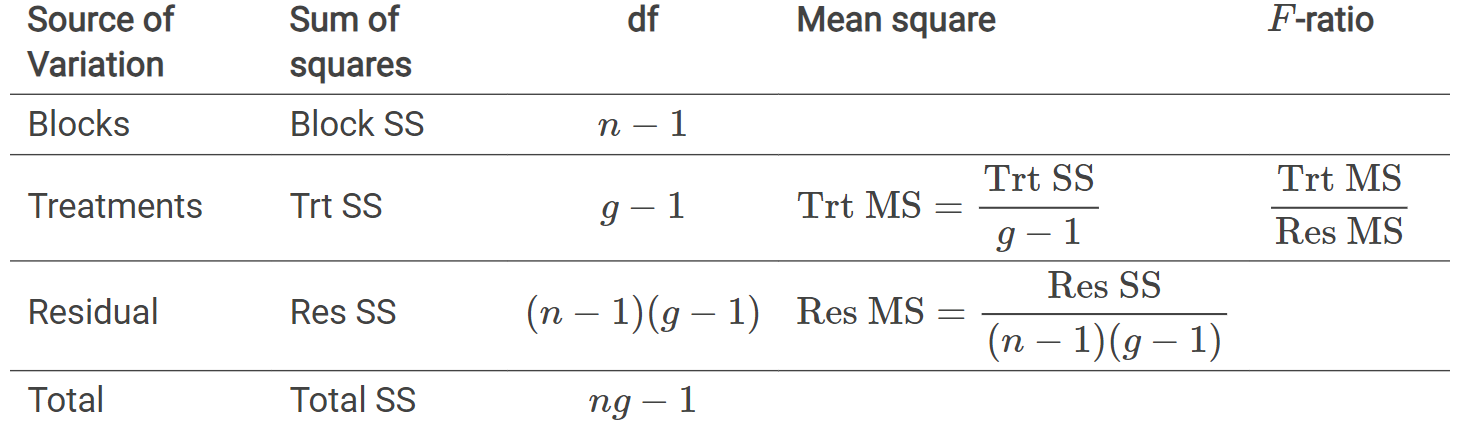 Source of Variation Sum of squares df Mean square F-ratio
Blocks Block SS n − 1
Treatments Trt SS g − 1 Trt MS = Trt SS / g − 1 Trt MS / Res MS
Residual Res SS (n − 1)(g − 1) Res MS = Res SS / (n − 1)(g − 1)
Total Total SS ng − 1